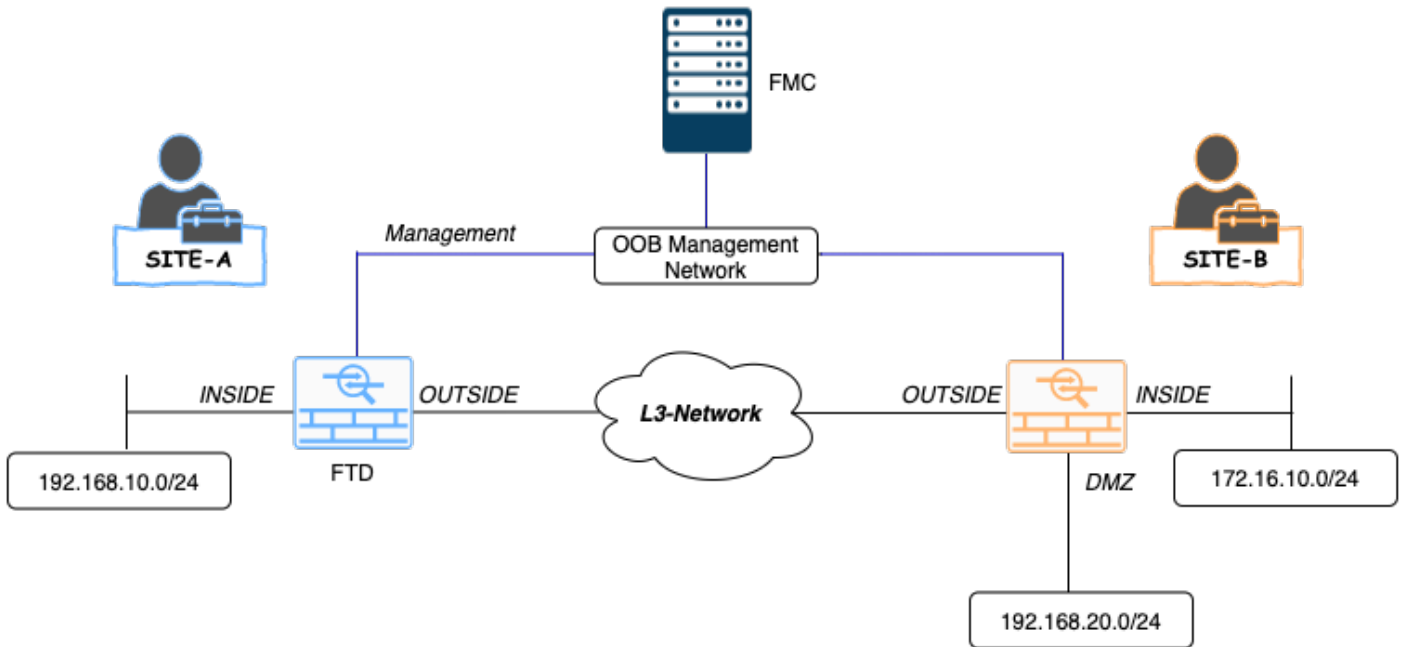 FMC
SITE-A
SITE-B
Management
OOB Management
Network
INSIDE
OUTSIDE
L3-Network
OUTSIDE
INSIDE
192.168.10.0/24
FTD
DMZ
172.16.10.0/24
192.168.20.0/24